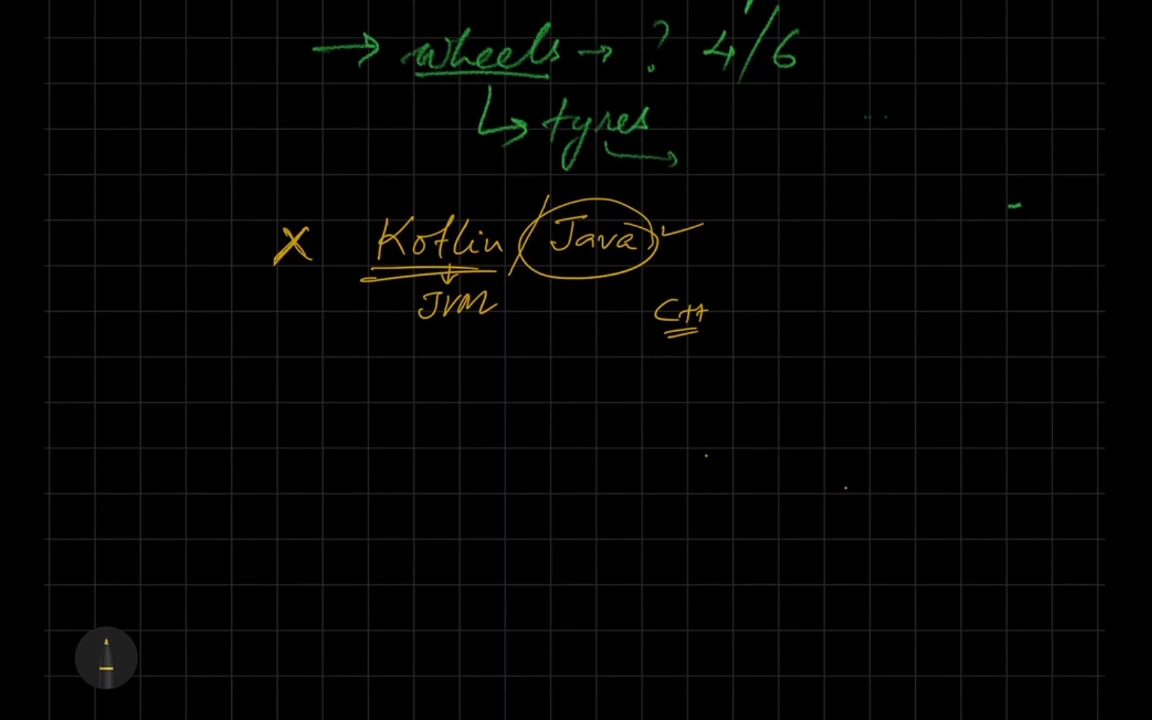 → wheels → ? 4/6
↳ tyres →
X Kotlin / Java ✓
↓
JVM
C++